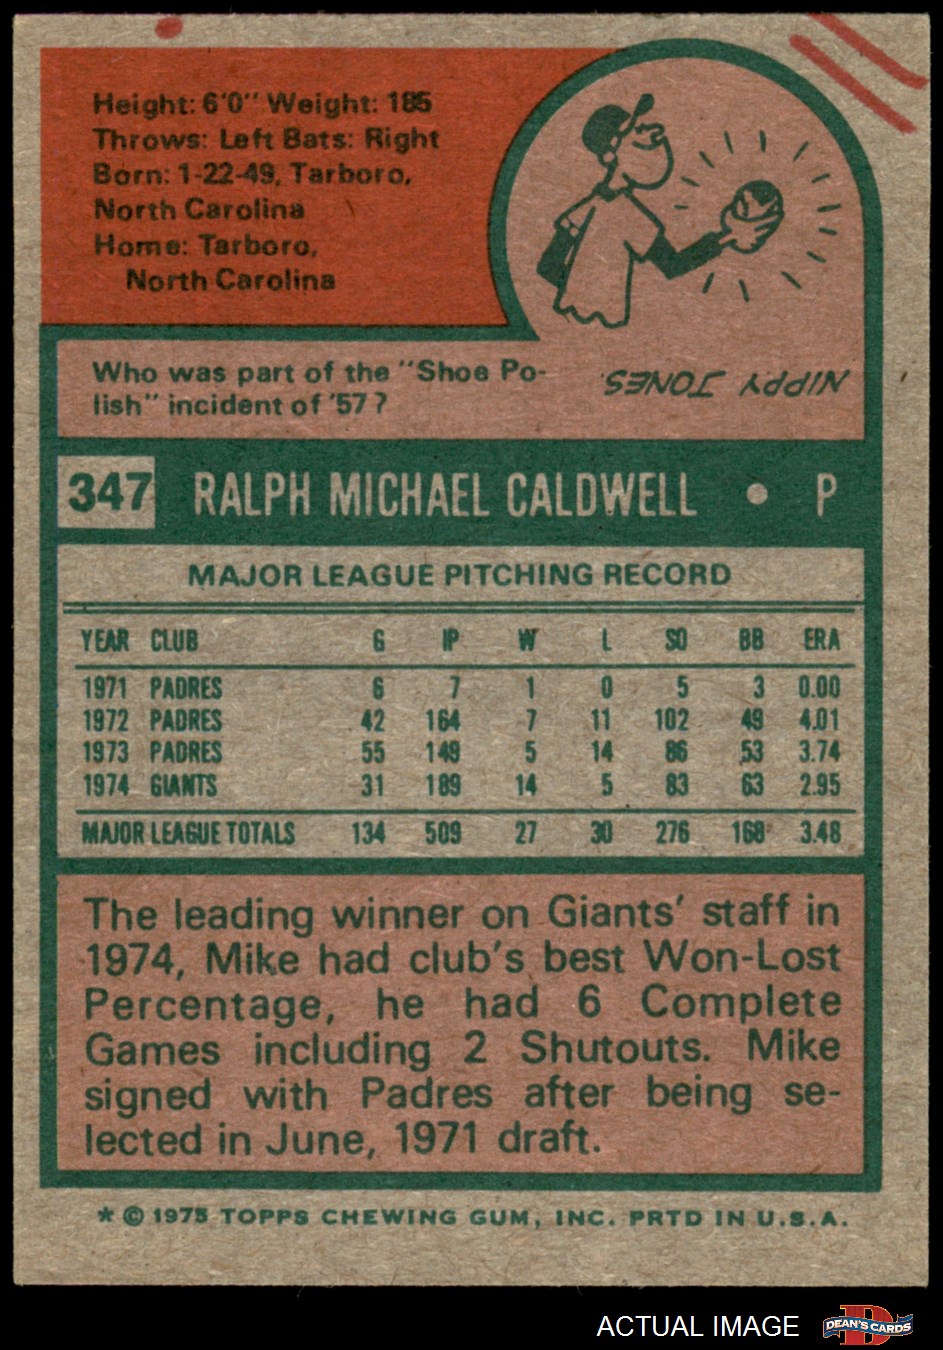 Height: 6'0" Weight: 185
Throws: Left Bats: Right
Born: 1-22-49, Tarboro,
North Carolina
Home: Tarboro,
North Carolina
Who was part of the "Shoe Po-
lish" incident of '57?
NIPPY JONES.
347 RALPH MICHAEL CALDWELL • P
MAJOR LEAGUE PITCHING RECORD
YEAR CLUB G IP W L SO BB ERA
1971 PADRES 6 7 1 0 5 3 0.00
1972 PADRES 42 164 7 11 102 49 4.01
1973 PADRES 55 149 5 14 86 53 3.74
1974 GIANTS 31 189 14 5 83 63 2.95
MAJOR LEAGUE TOTALS 134 509 27 30 276 168 3.48
The leading winner on Giants' staff in
1974, Mike had club's best Won-Lost
Percentage, he had 6 Complete
Games including 2 Shutouts. Mike
signed with Padres after being se-
lected in June, 1971 draft.
* © 1975 TOPPS CHEWING GUM, INC. PRTD IN U.S.A.
ACTUAL IMAGE
DEAN'S CARDS